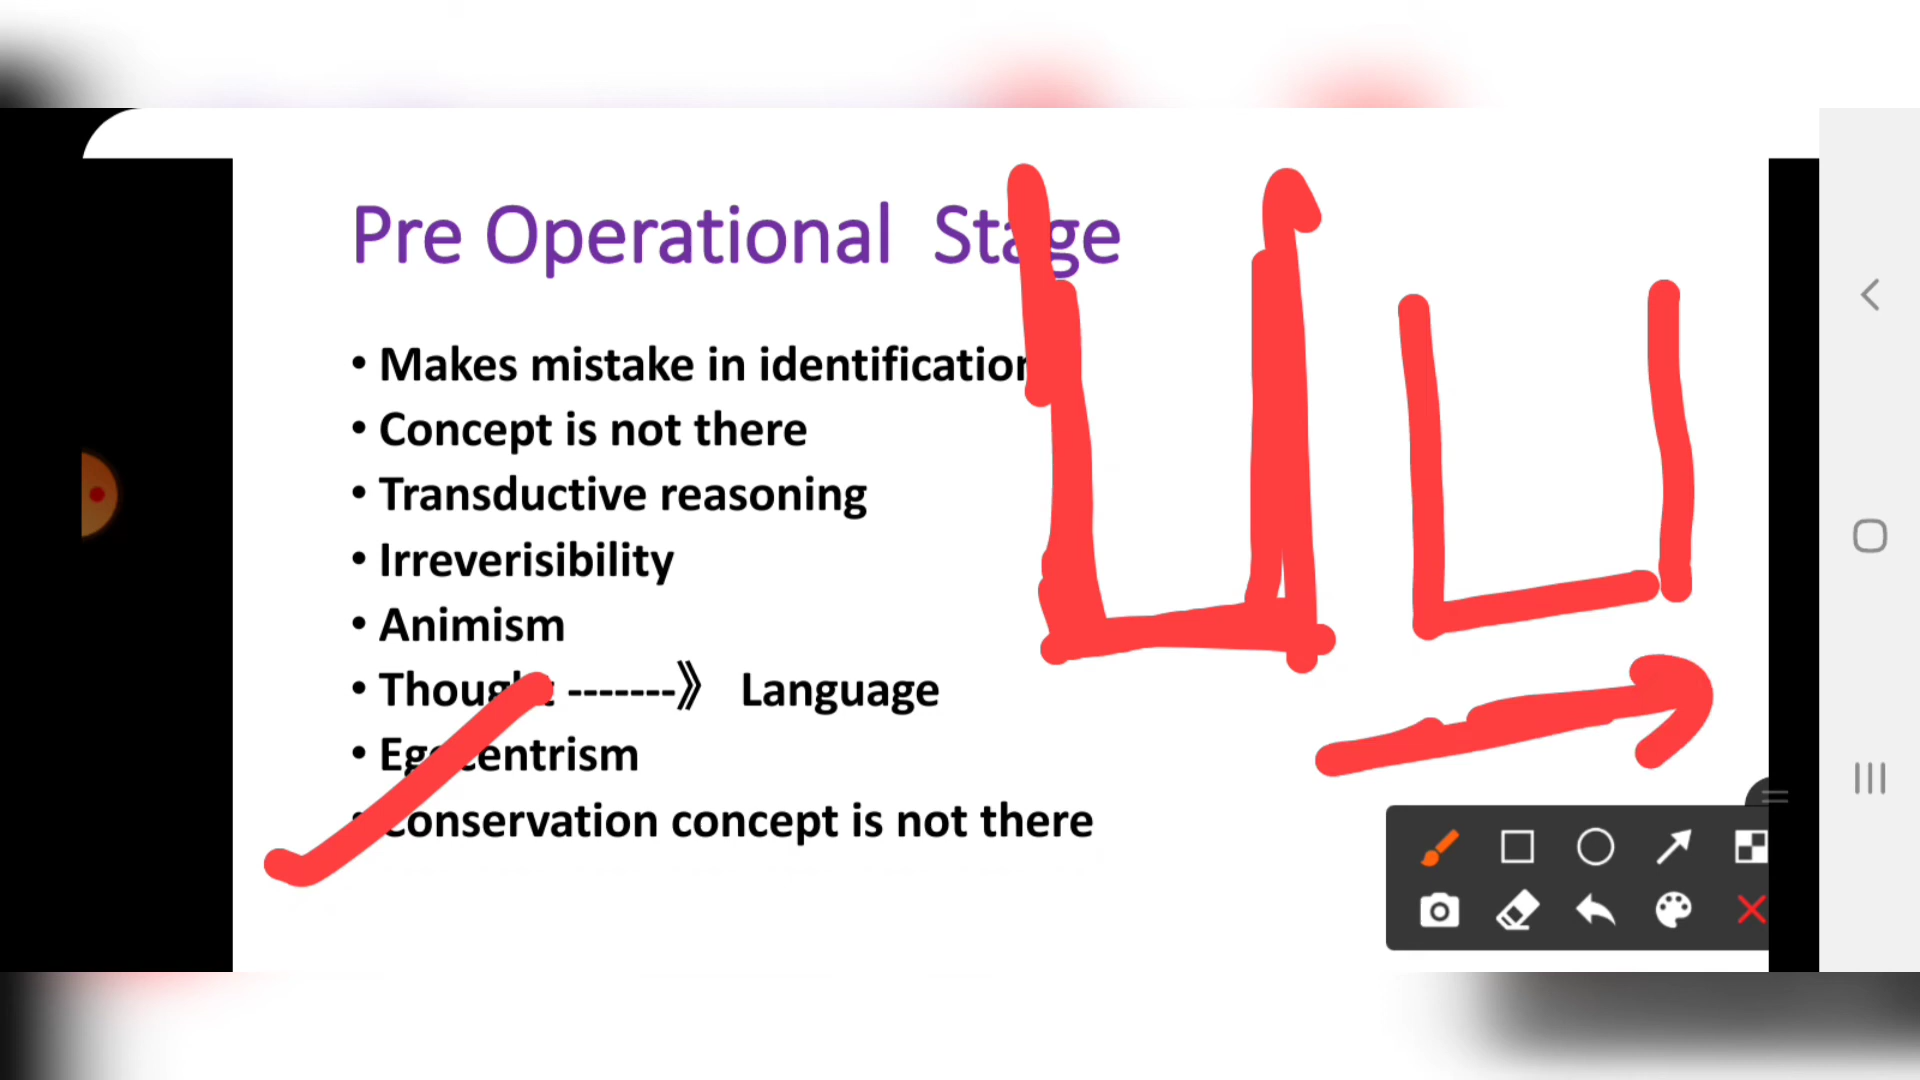 Pre Operational Stage
• Makes mistake in identification
• Concept is not there
• Transductive reasoning
• Irreverisibility
• Animism
• Thought -------》 Language
• Egocentrism
• Conservation concept is not there